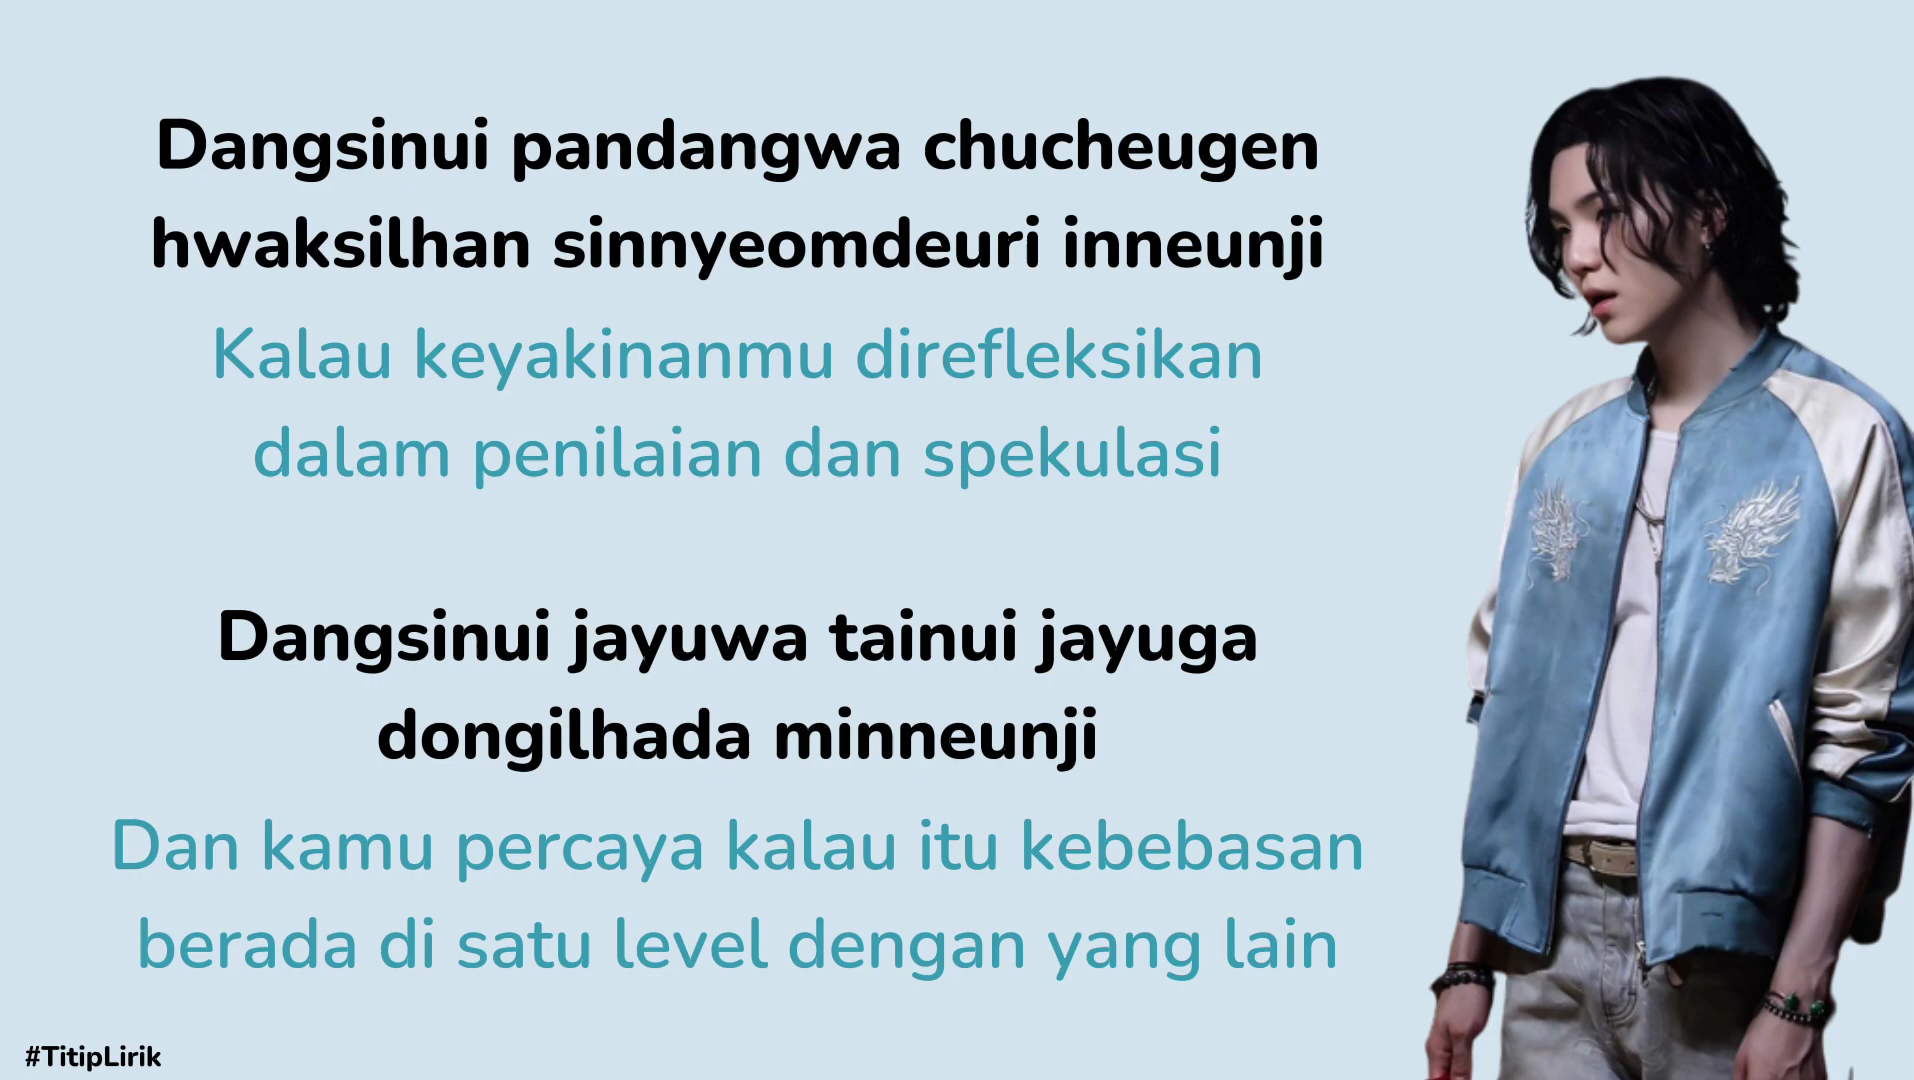 Dangsinui pandangwa chucheugen
hwaksilhan sinnyeomdeuri inneunji
Kalau keyakinanmu direfleksikan
dalam penilaian dan spekulasi
Dangsinui jayuwa tainui jayuga
dongilhada minneunji
Dan kamu percaya kalau itu kebebasan
berada di satu level dengan yang lain
#TitipLirik